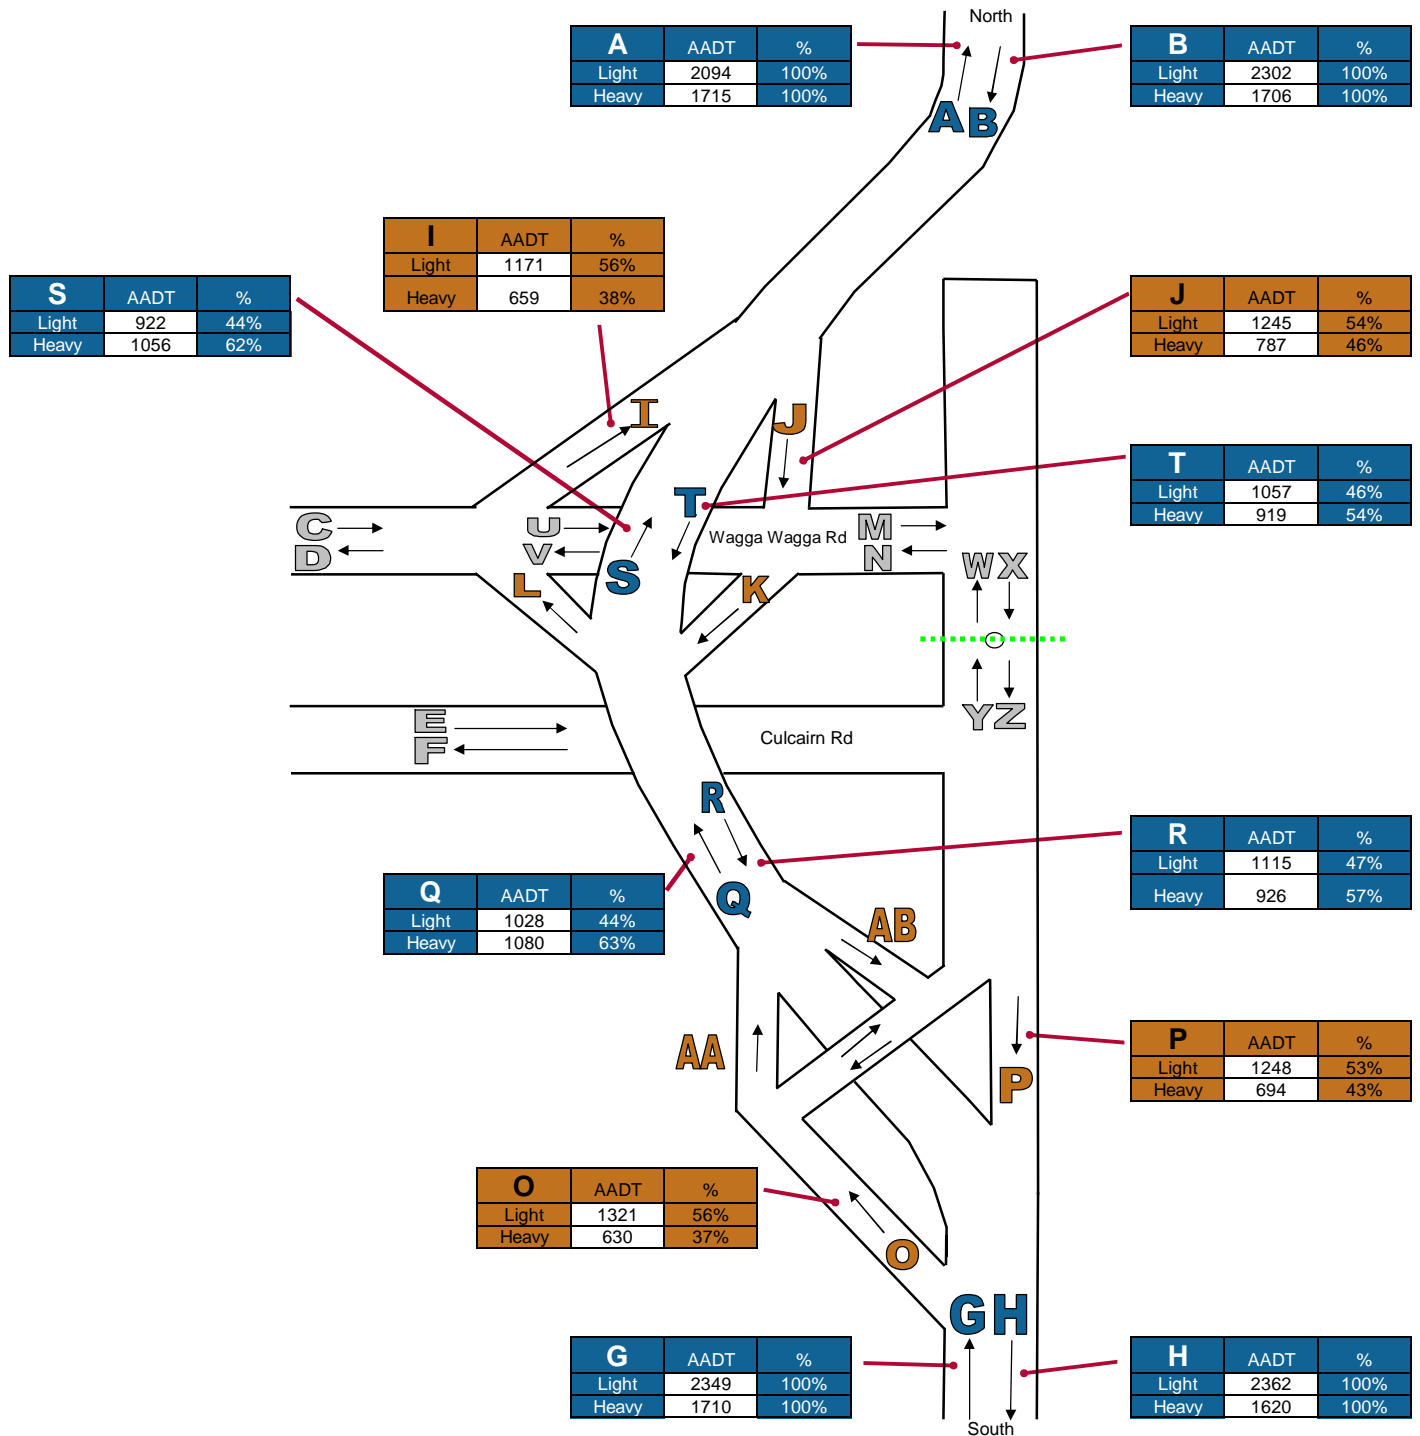 North
A AADT %
Light 2094 100%
Heavy 1715 100%
B AADT %
Light 2302 100%
Heavy 1706 100%
A B
I AADT %
Light 1171 56%
Heavy 659 38%
S AADT %
Light 922 44%
Heavy 1056 62%
J AADT %
Light 1245 54%
Heavy 787 46%
I
J
T AADT %
Light 1057 46%
Heavy 919 54%
T
C
U
Wagga Wagga Rd
M
D
V
N
L
S
K
W X
Y Z
E
F
Culcairn Rd
R
R AADT %
Light 1115 47%
Heavy 926 57%
Q AADT %
Light 1028 44%
Heavy 1080 63%
Q
AB
AA
P AADT %
Light 1248 53%
Heavy 694 43%
P
O AADT %
Light 1321 56%
Heavy 630 37%
O
G H
G AADT %
Light 2349 100%
Heavy 1710 100%
H AADT %
Light 2362 100%
Heavy 1620 100%
South